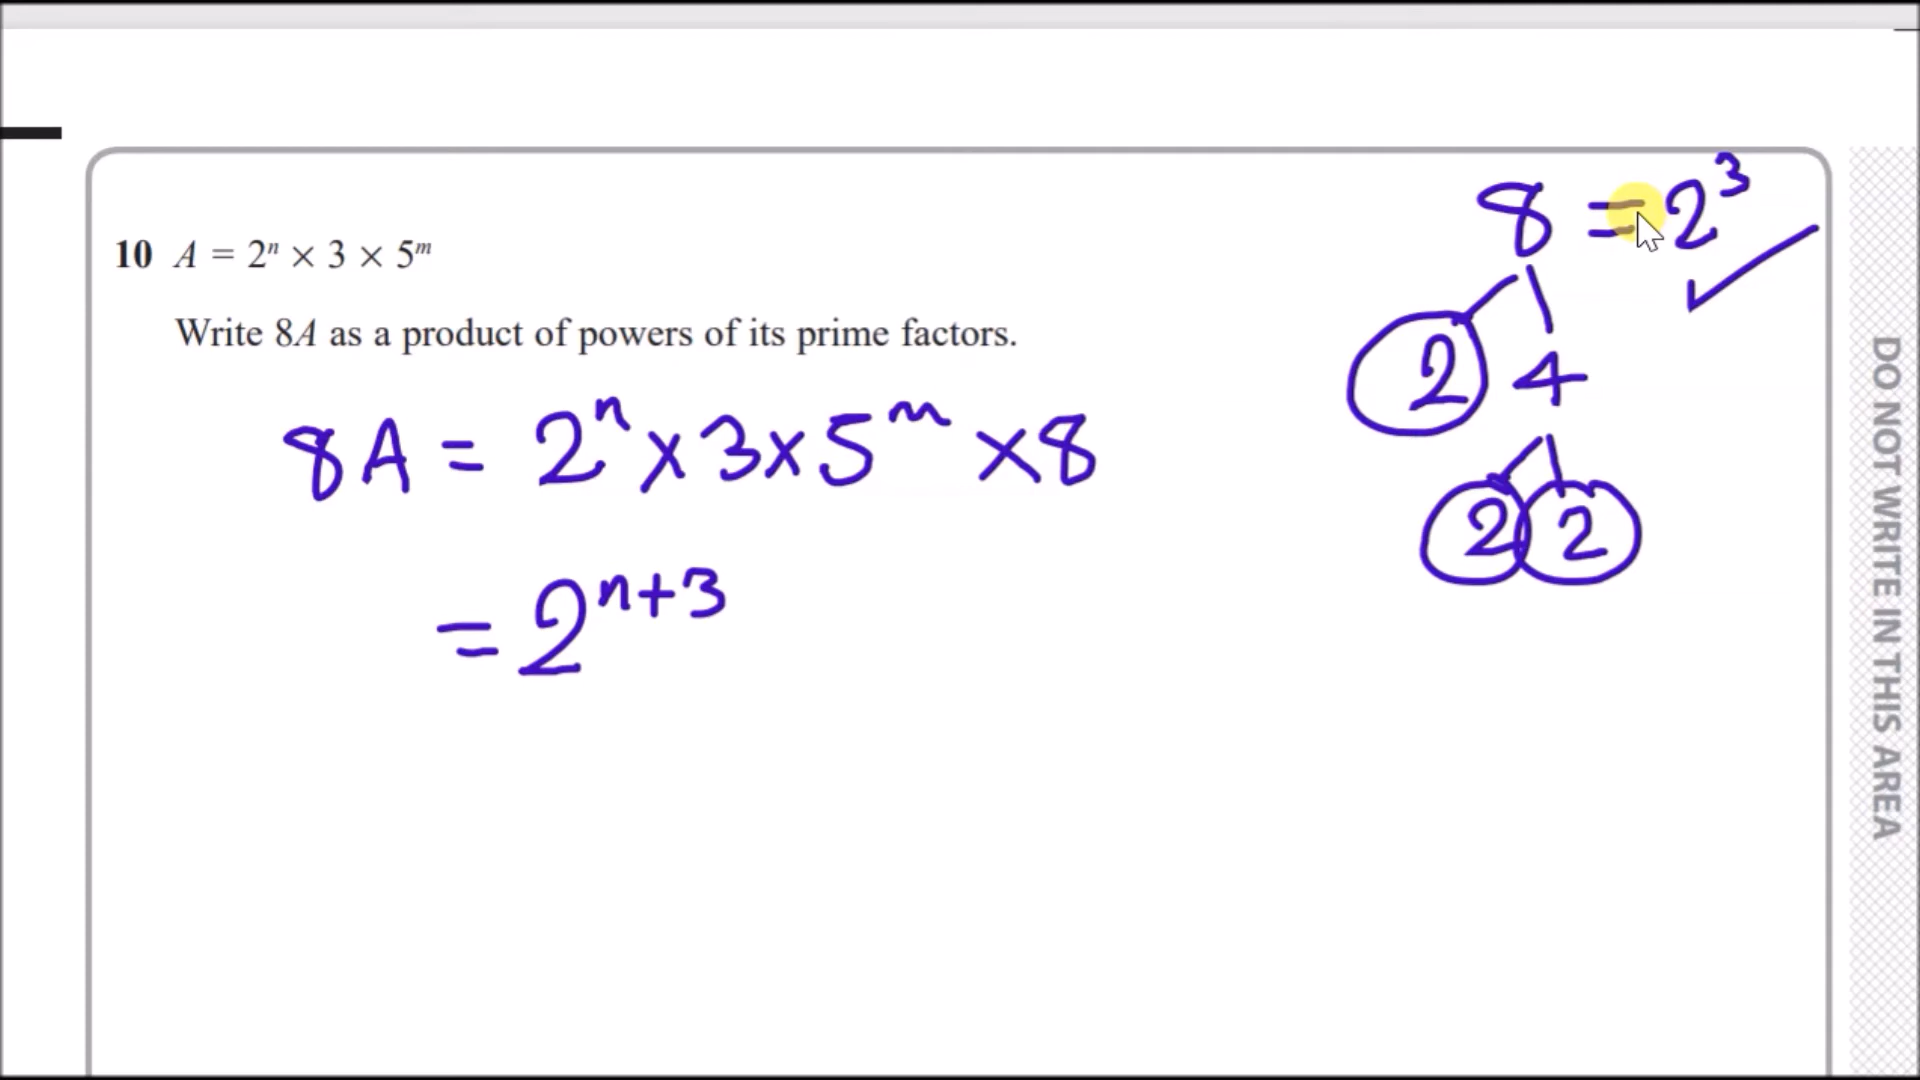 10 A = 2ⁿ × 3 × 5ᵐ
Write 8A as a product of powers of its prime factors.
8A = 2ⁿ × 3 × 5ᵐ × 8
= 2ⁿ⁺³
8 = 2³
2 4
2 2
DO NOT WRITE IN THIS AREA